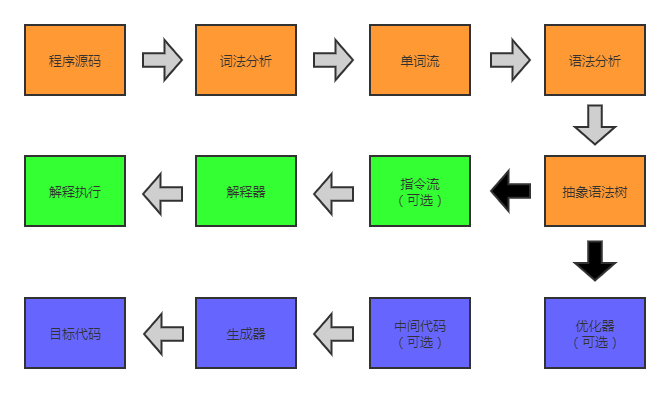 程序源码
词法分析
单词流
语法分析
解释执行
解释器
指令流
（可选）
抽象语法树
目标代码
生成器
中间代码
（可选）
优化器
（可选）